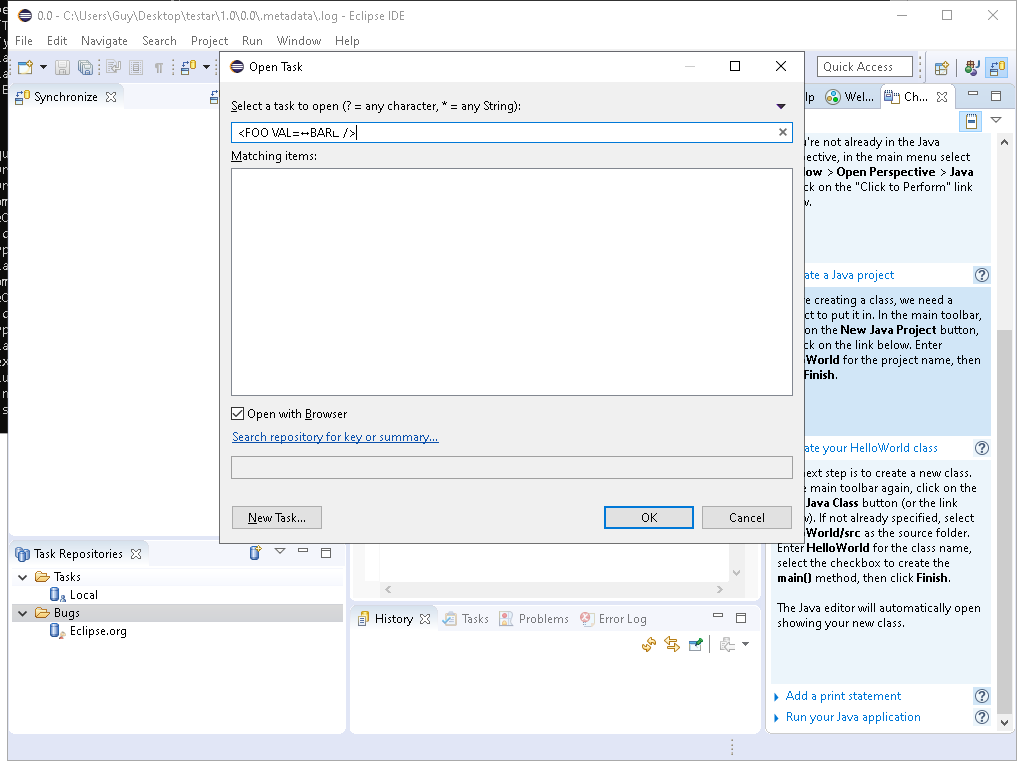 0.0 - C:\Users\Guy\Desktop\testar\1.0\0.0\.metadata\.log - Eclipse IDE
File Edit Navigate Search Project Run Window Help
Quick Access
Synchronize
Wel...
Ch...
Open Task
Select a task to open (? = any character, * = any String):
<FOO VAL=↔BAR∟ />
Matching items:
Open with Browser
Search repository for key or summary...
New Task...
OK
Cancel
u're not already in the Java
pective, in the main menu select
ow > Open Perspective > Java
ck on the "Click to Perform" link
w.
ate a Java project
e creating a class, we need a
ct to put it in. In the main toolbar,
on the New Java Project button,
ck on the link below. Enter
World for the project name, then
Finish.
ate your HelloWorld class
next step is to create a new class.
e main toolbar again, click on the
Java Class button (or the link
w). If not already specified, select
World/src as the source folder.
Enter HelloWorld for the class name,
select the checkbox to create the
main() method, then click Finish.
The Java editor will automatically open
showing your new class.
Add a print statement
Run your Java application
Task Repositories
Tasks
Local
Bugs
Eclipse.org
History
Tasks
Problems
Error Log